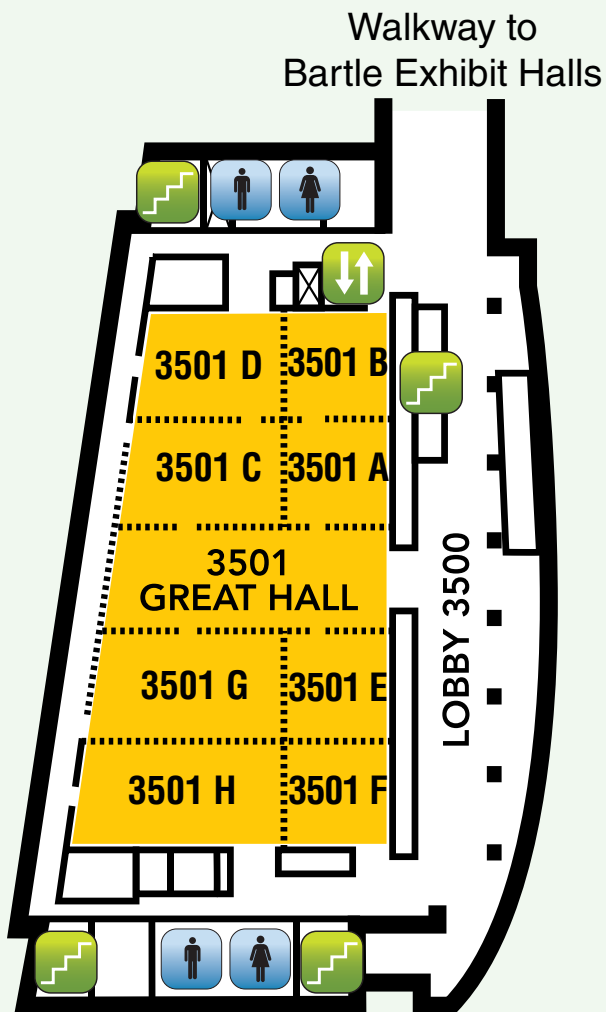 Walkway to
Bartle Exhibit Halls
3501 D
3501 B
3501 C
3501 A
3501
GREAT HALL
LOBBY 3500
3501 G
3501 E
3501 H
3501 F